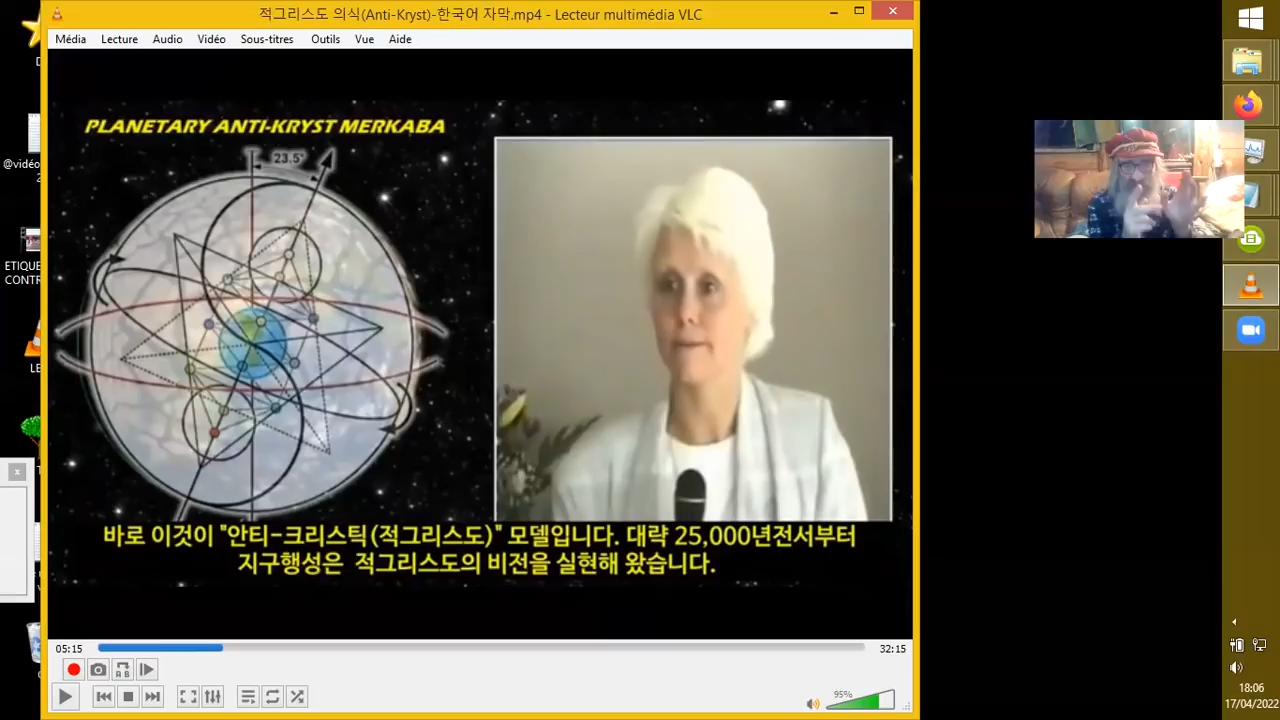 적그리스도 의식(Anti-Kryst)-한국어 자막.mp4 - Lecteur multimédia VLC
Média Lecture Audio Vidéo Sous-titres Outils Vue Aide
PLANETARY ANTI-KRYST MERKABA
23.5°
바로 이것이 "안티-크리스틱(적그리스도)" 모델입니다. 대략 25,000년전서부터
지구행성은 적그리스도의 비전을 실현해 왔습니다.
05:15
32:15
95%
@vidéo
2
ETIQUE
CONTR
LE
18:06
17/04/2022